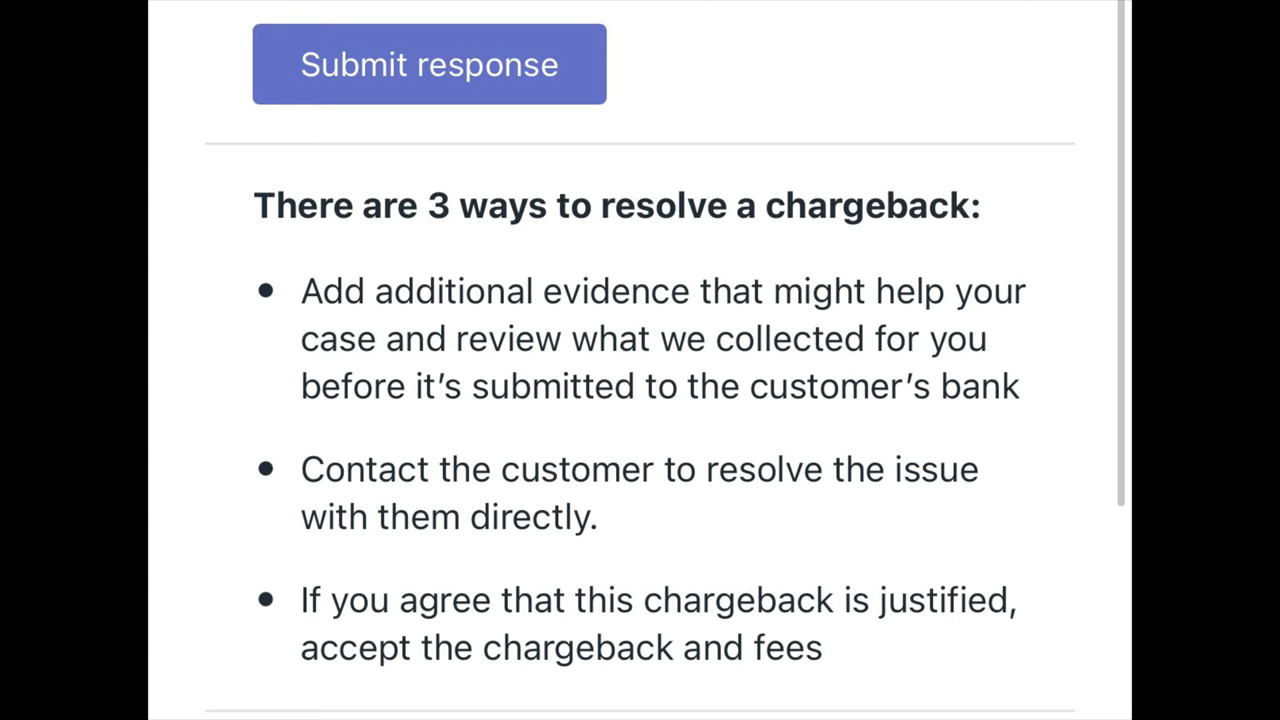 Submit response
There are 3 ways to resolve a chargeback:
• Add additional evidence that might help your
case and review what we collected for you
before it’s submitted to the customer’s bank
• Contact the customer to resolve the issue
with them directly.
• If you agree that this chargeback is justified,
accept the chargeback and fees